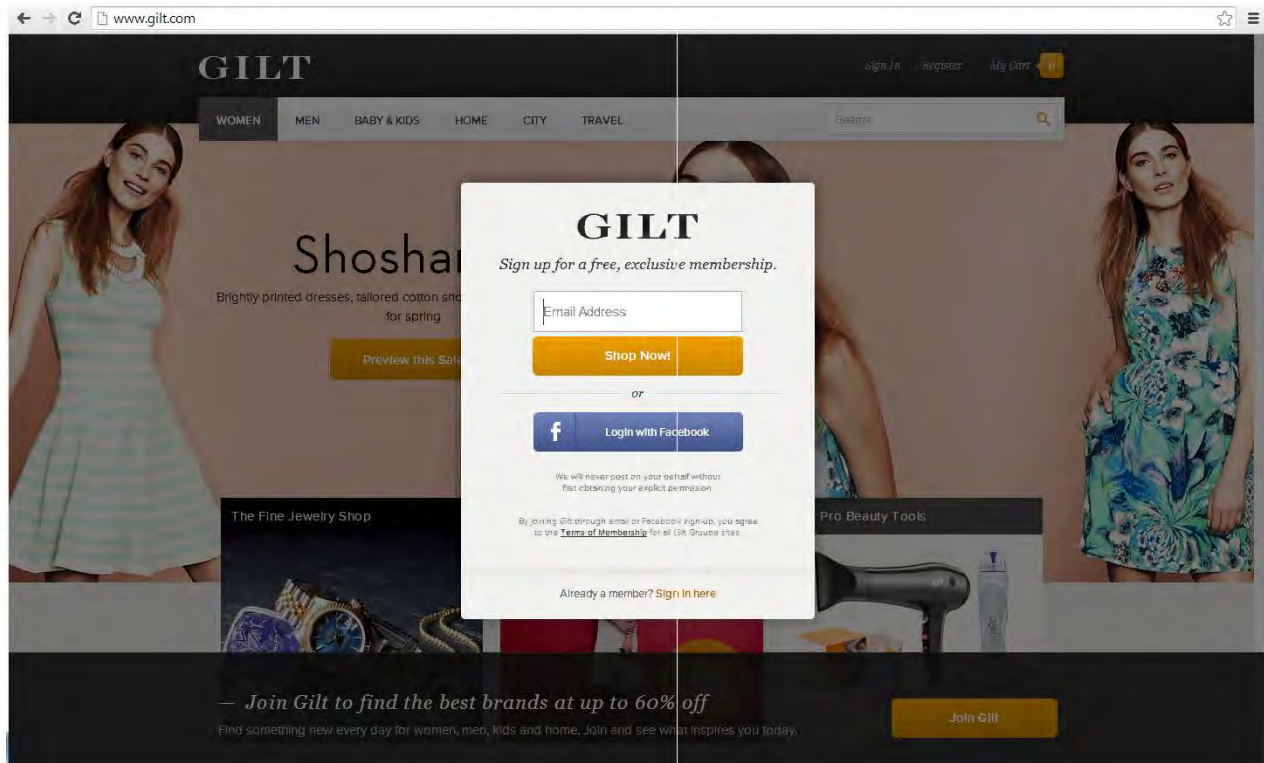 www.gilt.com
GILT
Sign In
Register
My Cart
0
WOMEN
MEN
BABY & KIDS
HOME
CITY
TRAVEL
Search
Shoshan
Brightly printed dresses, tailored cotton sho
for spring
Preview this Sale
GILT
Sign up for a free, exclusive membership.
Email Address
Shop Now!
or
f
Login with Facebook
We will never post on your behalf without
first obtaining your explicit permission
By joining Gilt through email or Facebook sign-up, you agree
to the Terms of Membership for all Gilt Groupe sites
Already a member? Sign in here
The Fine Jewelry Shop
Pro Beauty Tools
— Join Gilt to find the best brands at up to 60% off
Find something new every day for women, men, kids and home. Join and see what inspires you today.
Join Gilt